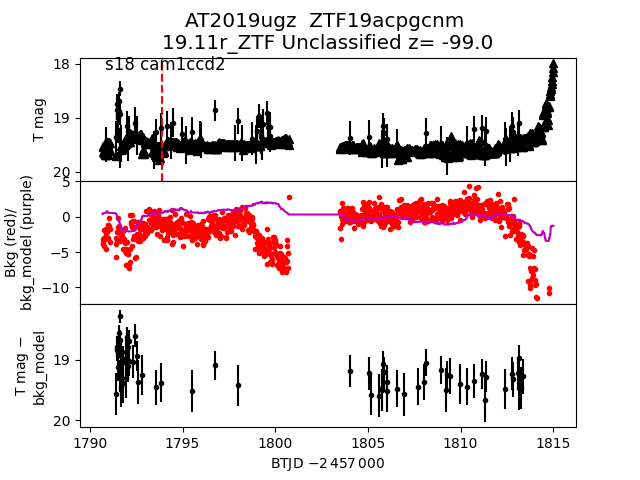 AT2019ugz  ZTF19acpgcnm
19.11r_ZTF Unclassified z= -99.0
s18 cam1ccd2
T mag
18
19
20
Bkg (red)/
bkg_model (purple)
5
0
−5
−10
T mag −
bkg_model
19
20
1790
1795
1800
1805
1810
1815
BTJD −2 457 000